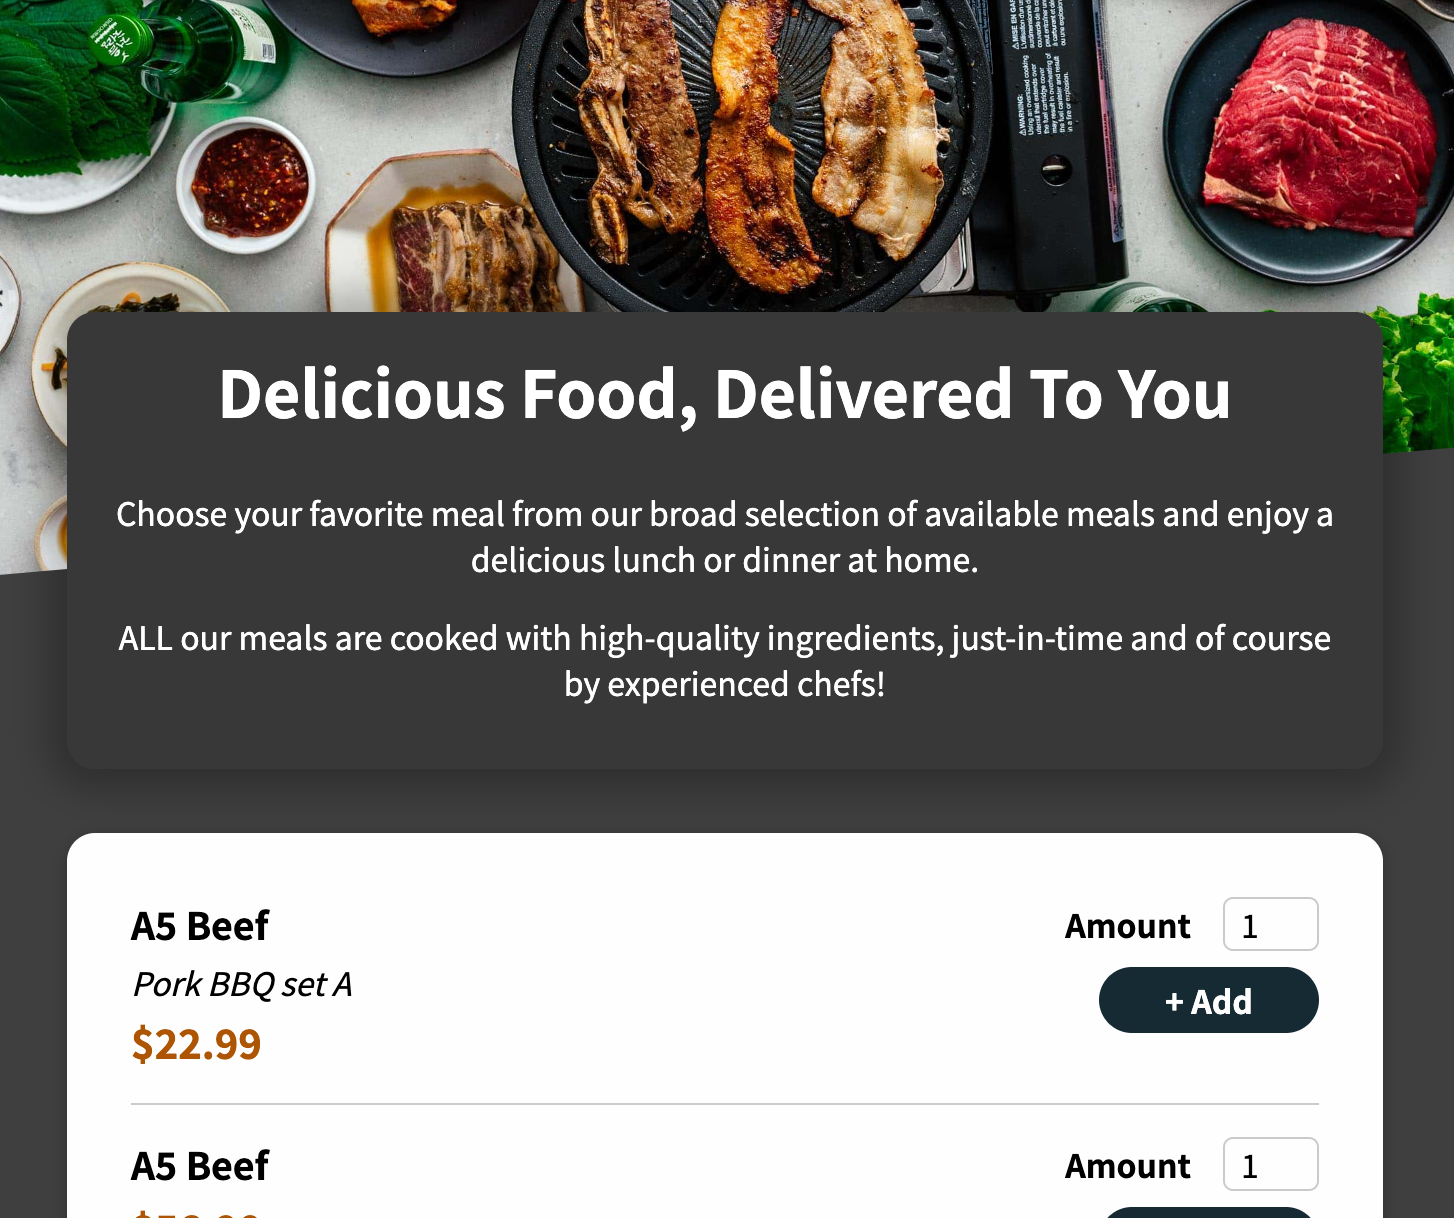 ⚠WARNING:
Delicious Food, Delivered To You
Choose your favorite meal from our broad selection of available meals and enjoy a
delicious lunch or dinner at home.
ALL our meals are cooked with high-quality ingredients, just-in-time and of course
by experienced chefs!
A5 Beef
Amount 1
Pork BBQ set A
+ Add
$22.99
A5 Beef
Amount 1